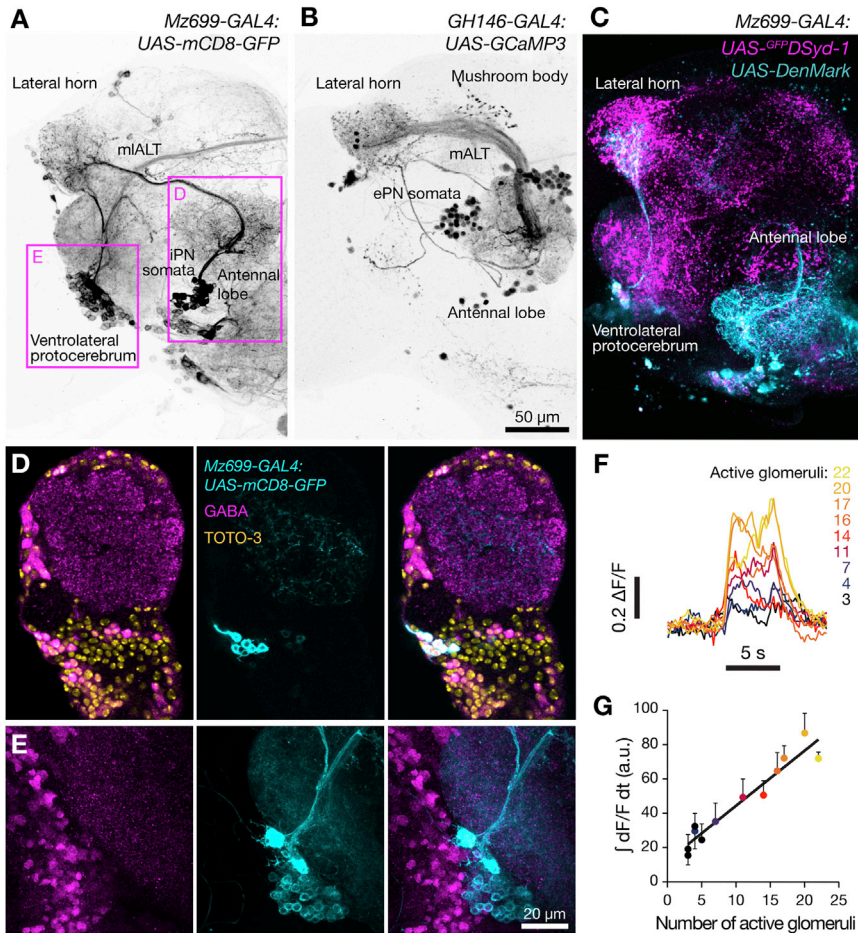 A
Mz699-GAL4:
UAS-mCD8-GFP
Lateral horn
mlALT
D
E
iPN
somata
Antennal
lobe
Ventrolateral
protocerebrum
B
GH146-GAL4:
UAS-GCaMP3
Lateral horn
Mushroom body
mALT
ePN somata
Antennal lobe
50 µm
C
Mz699-GAL4:
UAS-GFPDSyd-1
UAS-DenMark
Lateral horn
Antennal lobe
Ventrolateral
protocerebrum
D
Mz699-GAL4:
UAS-mCD8-GFP
GABA
TOTO-3
E
20 µm
F
Active glomeruli: 22
20
17
16
14
11
7
4
3
0.2 ΔF/F
5 s
G
∫ dF/F dt (a.u.)
100
80
60
40
20
0
0 5 10 15 20 25
Number of active glomeruli